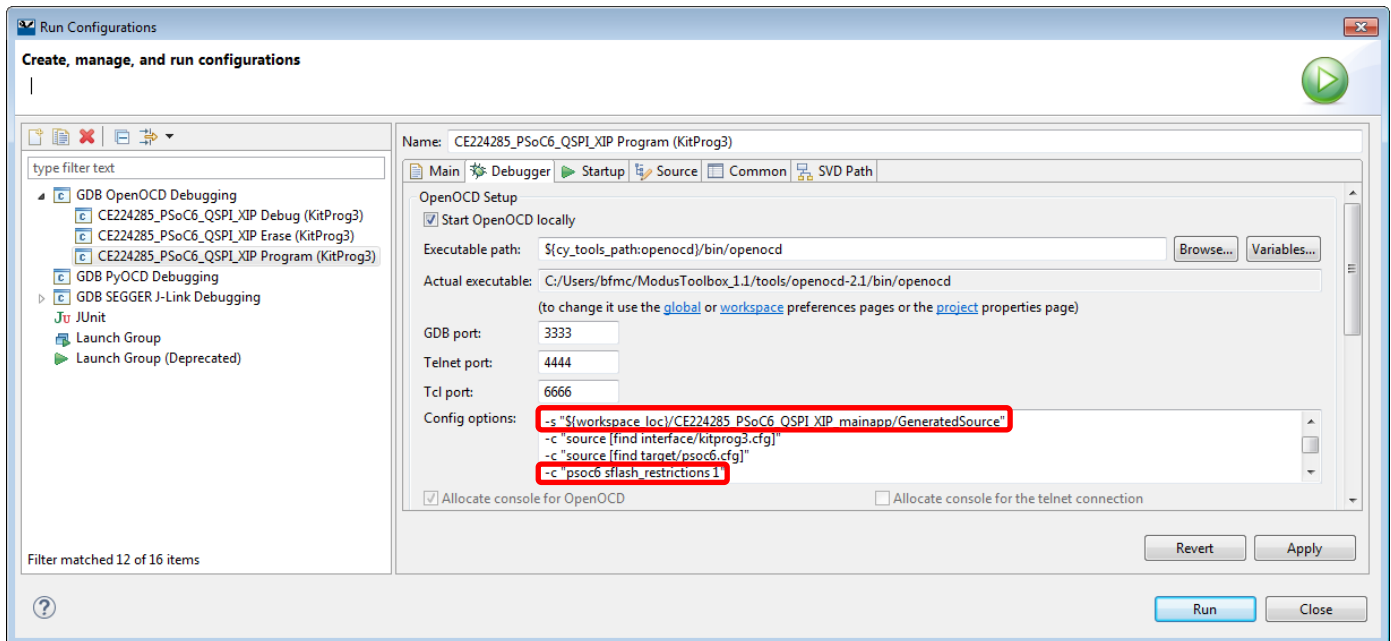 Run Configurations
Create, manage, and run configurations
type filter text
GDB OpenOCD Debugging
CE224285_PSoC6_QSPI_XIP Debug (KitProg3)
CE224285_PSoC6_QSPI_XIP Erase (KitProg3)
CE224285_PSoC6_QSPI_XIP Program (KitProg3)
GDB PyOCD Debugging
GDB SEGGER J-Link Debugging
JUnit
Launch Group
Launch Group (Deprecated)
Filter matched 12 of 16 items
Name: CE224285_PSoC6_QSPI_XIP Program (KitProg3)
Main Debugger Startup Source Common SVD Path
OpenOCD Setup
Start OpenOCD locally
Executable path: ${cy_tools_path:openocd}/bin/openocd Browse... Variables...
Actual executable: C:/Users/bfmc/ModusToolbox_1.1/tools/openocd-2.1/bin/openocd
(to change it use the global or workspace preferences pages or the project properties page)
GDB port: 3333
Telnet port: 4444
Tcl port: 6666
Config options: -s "${workspace_loc}/CE224285_PSoC6_QSPI_XIP_mainapp/GeneratedSource"
-c "source [find interface/kitprog3.cfg]"
-c "source [find target/psoc6.cfg]"
-c "psoc6 sflash_restrictions 1"
Allocate console for OpenOCD Allocate console for the telnet connection
Revert Apply
Run Close